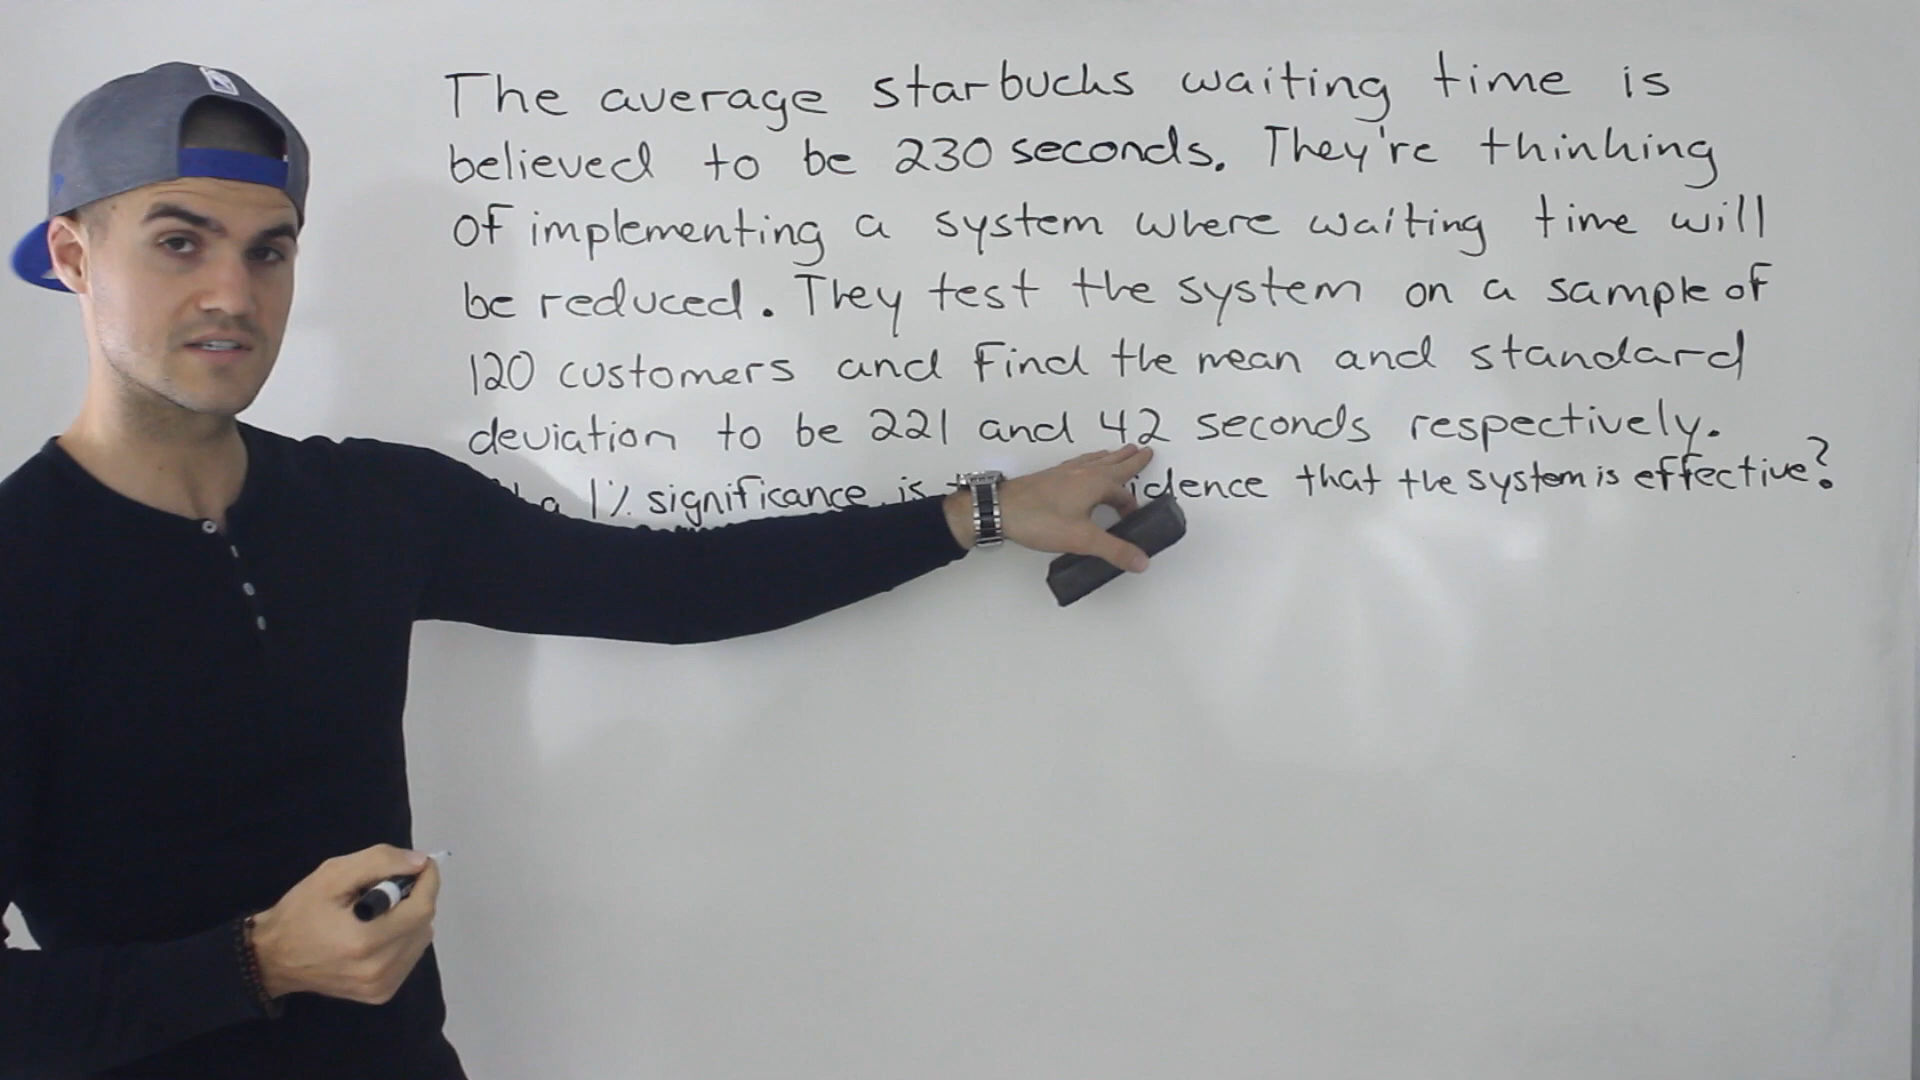 The average starbucks waiting time is
believed to be 230 seconds. They're thinking
of implementing a system where waiting time will
be reduced. They test the system on a sample of
120 customers and find the mean and standard
deviation to be 221 and 42 seconds respectively.
a 1% significance is that the system is effective?